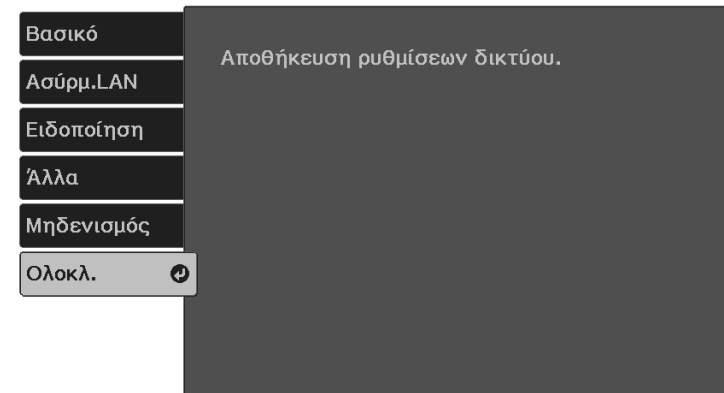 Βασικό
Ασύρμ.LAN
Ειδοποίηση
Άλλα
Μηδενισμός
Ολοκλ.
Αποθήκευση ρυθμίσεων δικτύου.